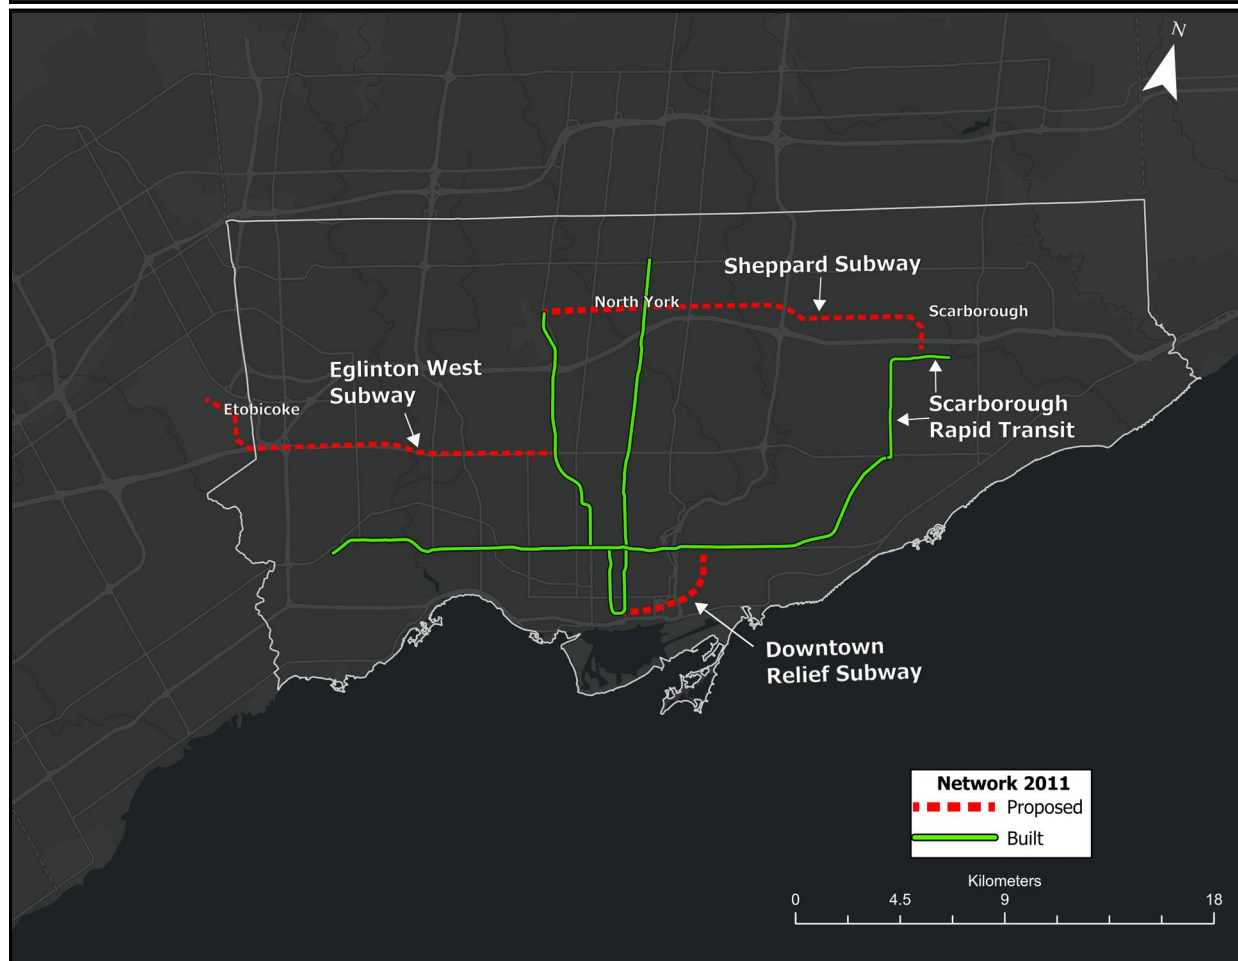 N
Sheppard Subway
North York
Scarborough
Eglinton West
Subway
Etobicoke
Scarborough
Rapid Transit
Downtown
Relief Subway
Network 2011
Proposed
Built
Kilometers
0 4.5 9 18